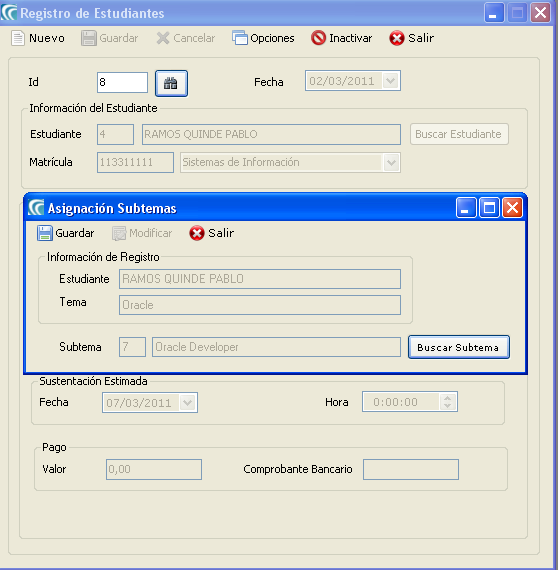 Registro de Estudiantes
Nuevo Guardar Cancelar Opciones Inactivar Salir
Id 8 Fecha 02/03/2011
Información del Estudiante
Estudiante 4 RAMOS QUINDE PABLO Buscar Estudiante
Matrícula 113311111 Sistemas de Información
Asignación Subtemas
Guardar Modificar Salir
Información de Registro
Estudiante RAMOS QUINDE PABLO
Tema Oracle
Subtema 7 Oracle Developer Buscar Subtema
Sustentación Estimada
Fecha 07/03/2011 Hora 0:00:00
Pago
Valor 0,00 Comprobante Bancario